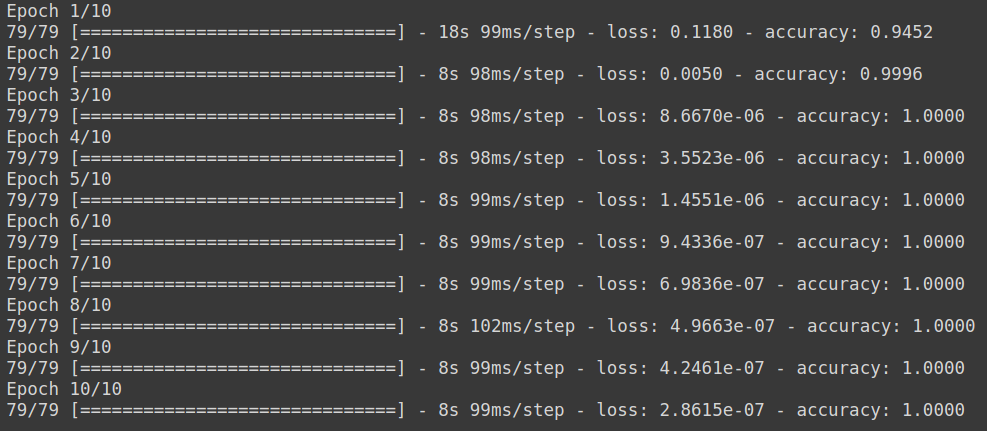 Epoch 1/10
79/79 [==============================] - 18s 99ms/step - loss: 0.1180 - accuracy: 0.9452
Epoch 2/10
79/79 [==============================] - 8s 98ms/step - loss: 0.0050 - accuracy: 0.9996
Epoch 3/10
79/79 [==============================] - 8s 98ms/step - loss: 8.6670e-06 - accuracy: 1.0000
Epoch 4/10
79/79 [==============================] - 8s 98ms/step - loss: 3.5523e-06 - accuracy: 1.0000
Epoch 5/10
79/79 [==============================] - 8s 99ms/step - loss: 1.4551e-06 - accuracy: 1.0000
Epoch 6/10
79/79 [==============================] - 8s 99ms/step - loss: 9.4336e-07 - accuracy: 1.0000
Epoch 7/10
79/79 [==============================] - 8s 99ms/step - loss: 6.9836e-07 - accuracy: 1.0000
Epoch 8/10
79/79 [==============================] - 8s 102ms/step - loss: 4.9663e-07 - accuracy: 1.0000
Epoch 9/10
79/79 [==============================] - 8s 99ms/step - loss: 4.2461e-07 - accuracy: 1.0000
Epoch 10/10
79/79 [==============================] - 8s 99ms/step - loss: 2.8615e-07 - accuracy: 1.0000